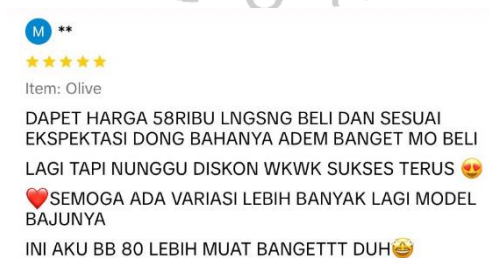 M **
Item: Olive
DAPET HARGA 58RIBU LNGSNG BELI DAN SESUAI
EKSPEKTASI DONG BAHANYA ADEM BANGET MO BELI
LAGI TAPI NUNGGU DISKON WKWK SUKSES TERUS 😍
❤️SEMOGA ADA VARIASI LEBIH BANYAK LAGI MODEL
BAJUNYA
INI AKU BB 80 LEBIH MUAT BANGETTT DUH🤩